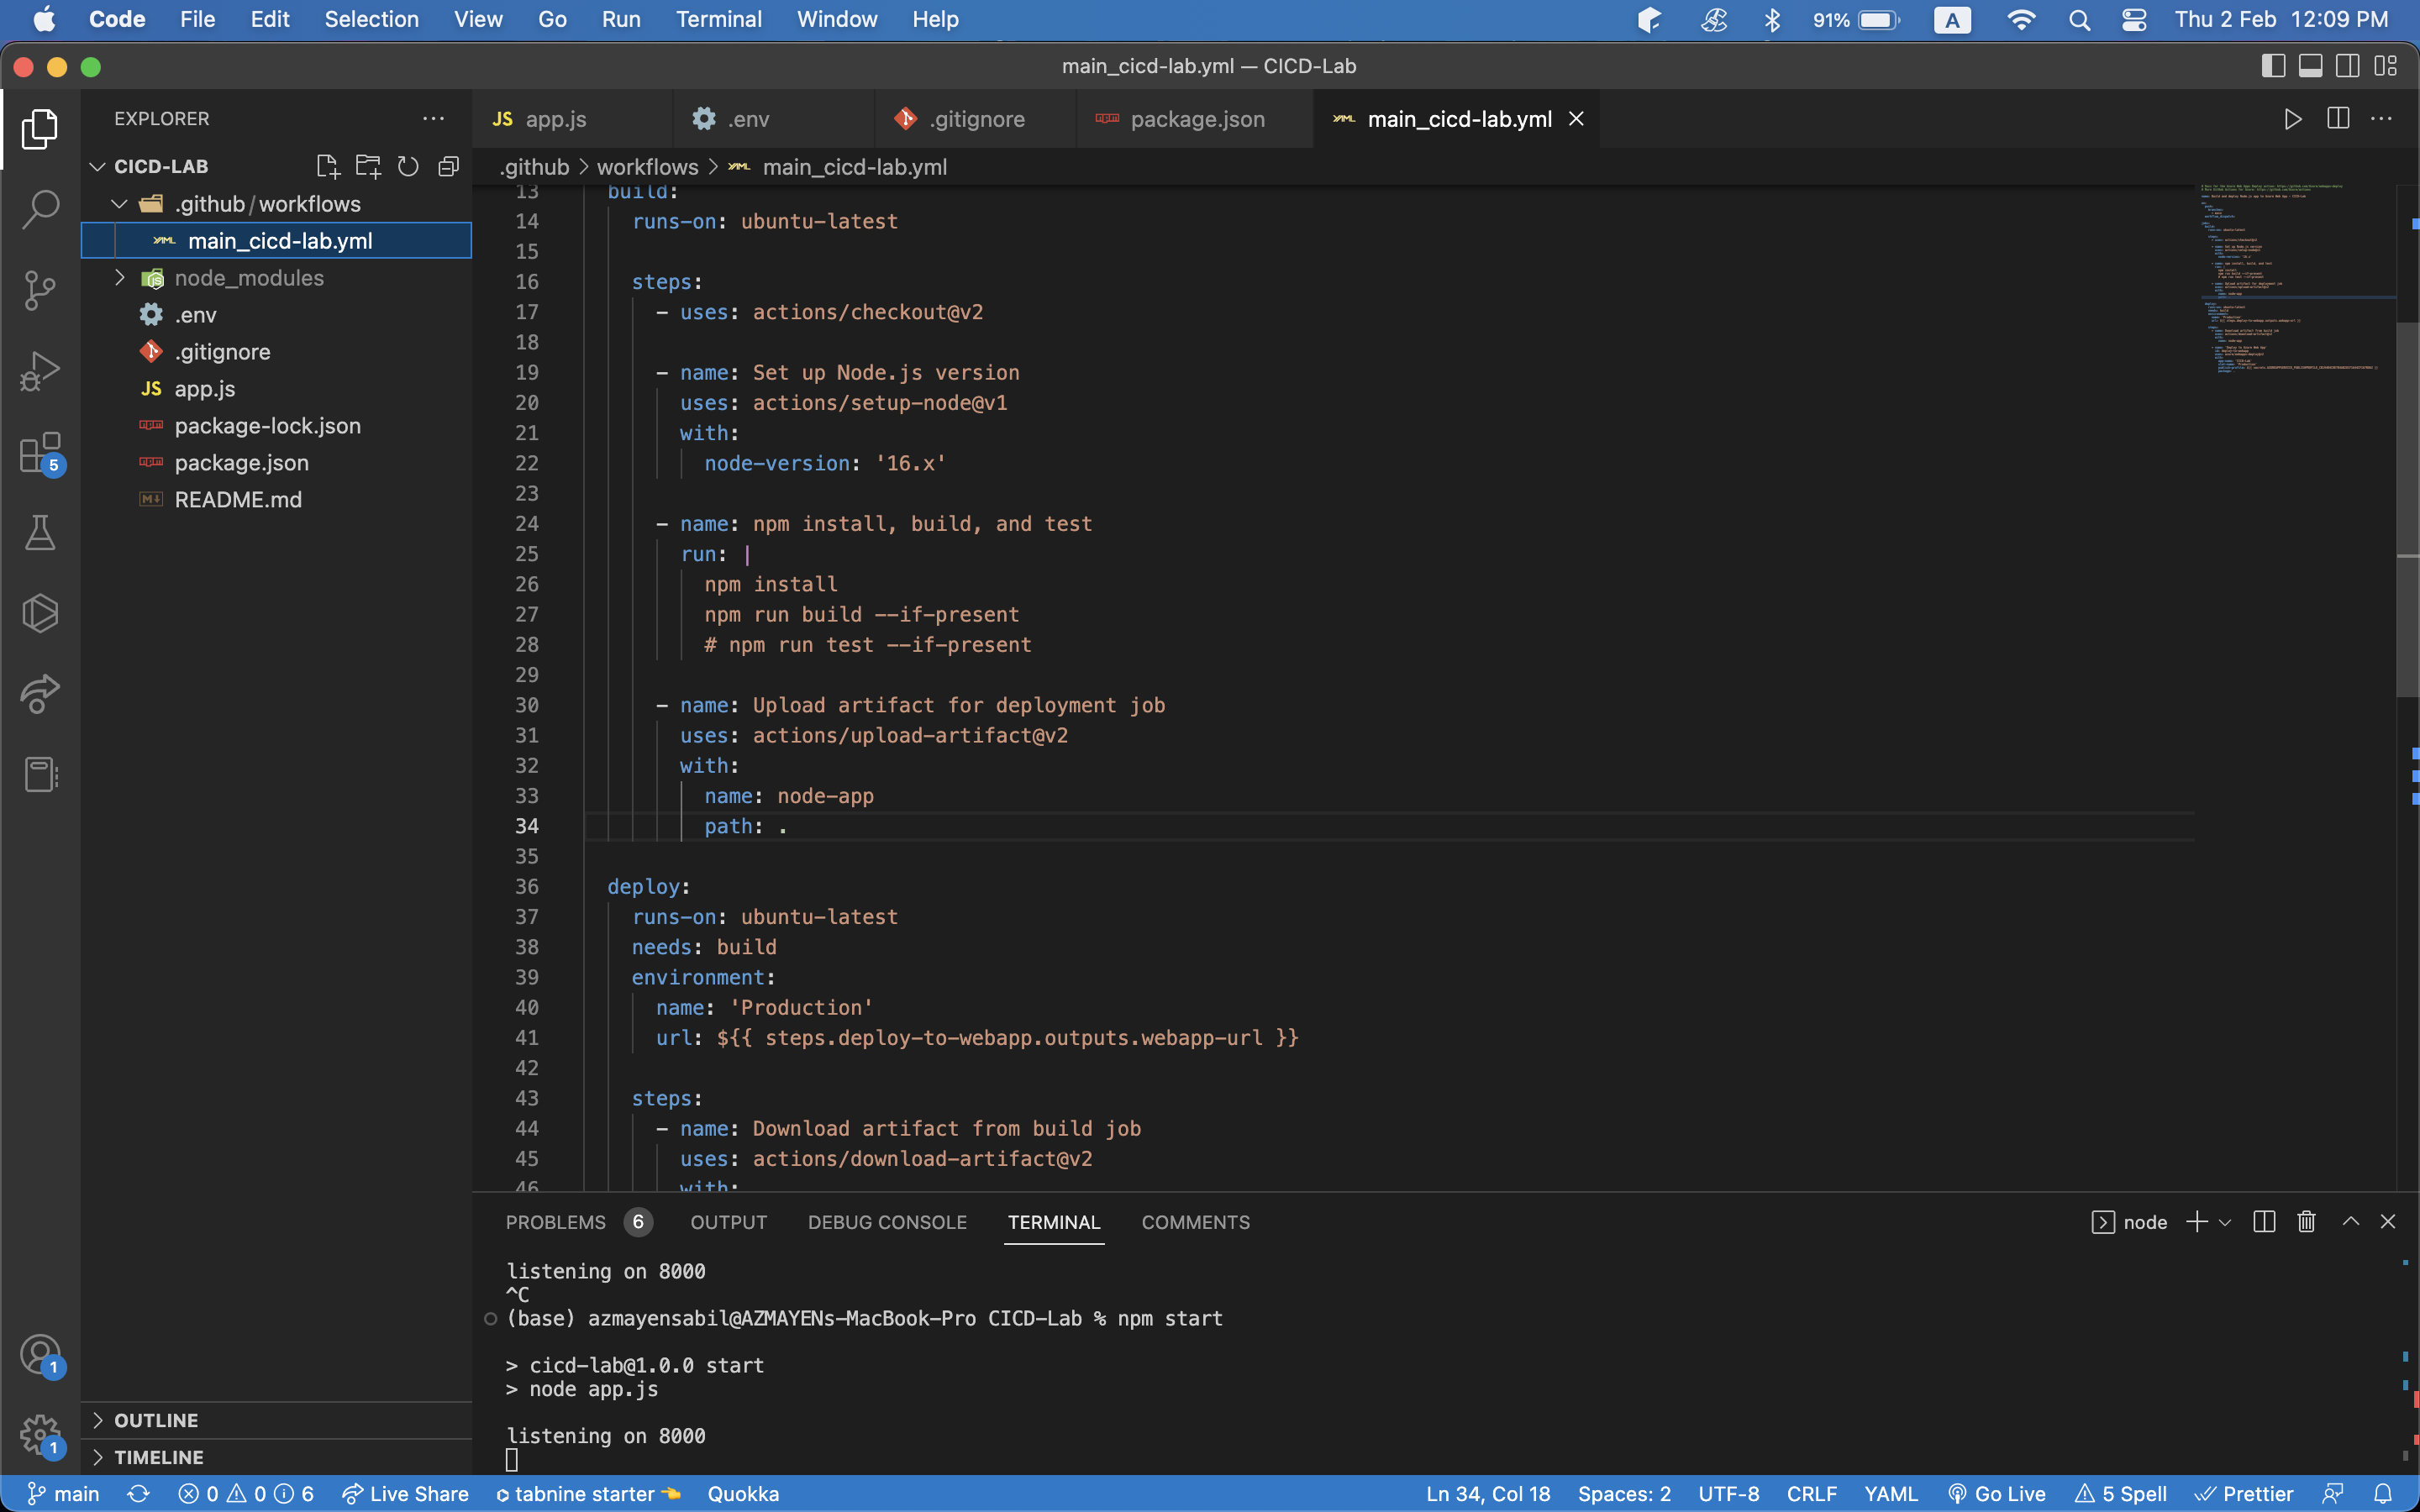 Code File Edit Selection View Go Run Terminal Window Help 91% A Thu 2 Feb 12:09 PM
main_cicd-lab.yml — CICD-Lab
EXPLORER
CICD-LAB
.github/workflows
main_cicd-lab.yml
node_modules
.env
.gitignore
JS app.js
package-lock.json
package.json
README.md
OUTLINE
TIMELINE
5
1
1
JS app.js .env .gitignore package.json main_cicd-lab.yml
.github > workflows > main_cicd-lab.yml
13 build:
14 runs-on: ubuntu-latest
15
16 steps:
17 - uses: actions/checkout@v2
18
19 - name: Set up Node.js version
20 uses: actions/setup-node@v1
21 with:
22 node-version: '16.x'
23
24 - name: npm install, build, and test
25 run: |
26 npm install
27 npm run build --if-present
28 # npm run test --if-present
29
30 - name: Upload artifact for deployment job
31 uses: actions/upload-artifact@v2
32 with:
33 name: node-app
34 path: .
35
36 deploy:
37 runs-on: ubuntu-latest
38 needs: build
39 environment:
40 name: 'Production'
41 url: ${{ steps.deploy-to-webapp.outputs.webapp-url }}
42
43 steps:
44 - name: Download artifact from build job
45 uses: actions/download-artifact@v2
46 with:
PROBLEMS 6 OUTPUT DEBUG CONSOLE TERMINAL COMMENTS node
listening on 8000
^C
(base) azmayensabil@AZMAYENs-MacBook-Pro CICD-Lab % npm start
> cicd-lab@1.0.0 start
> node app.js
listening on 8000
main 0 0 6 Live Share tabnine starter Quokka Ln 34, Col 18 Spaces: 2 UTF-8 CRLF YAML Go Live 5 Spell Prettier